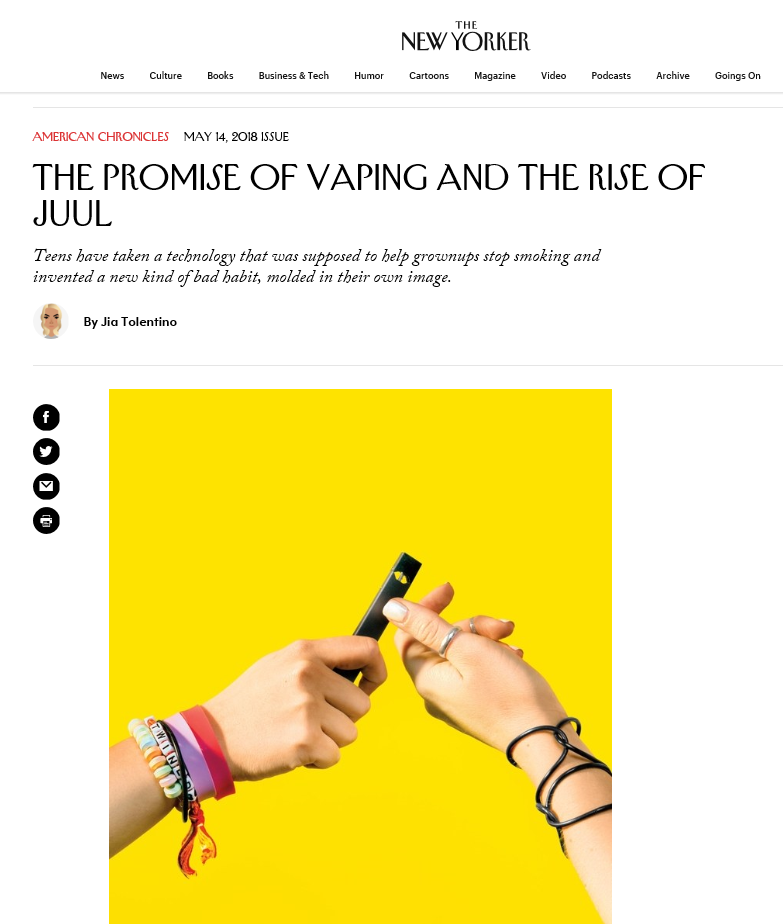 THE
NEW YORKER
News Culture Books Business & Tech Humor Cartoons Magazine Video Podcasts Archive Goings On
AMERICAN CHRONICLES MAY 14, 2018 ISSUE
THE PROMISE OF VAPING AND THE RISE OF
JUUL
Teens have taken a technology that was supposed to help grownups stop smoking and
invented a new kind of bad habit, molded in their own image.
By Jia Tolentino